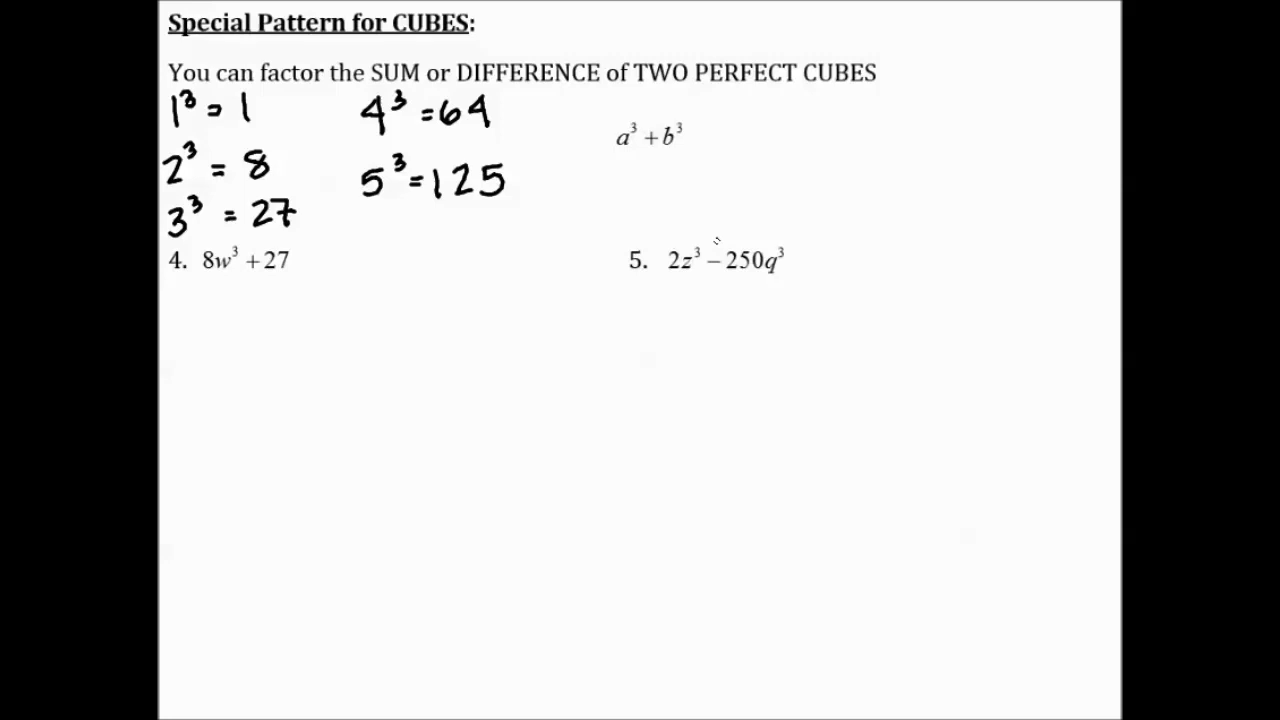 Special Pattern for CUBES:
You can factor the SUM or DIFFERENCE of TWO PERFECT CUBES
1³ = 1
4³ = 64
a³ + b³
2³ = 8
5³ = 125
3³ = 27
4. 8w³ + 27
5. 2z³ − 250q³